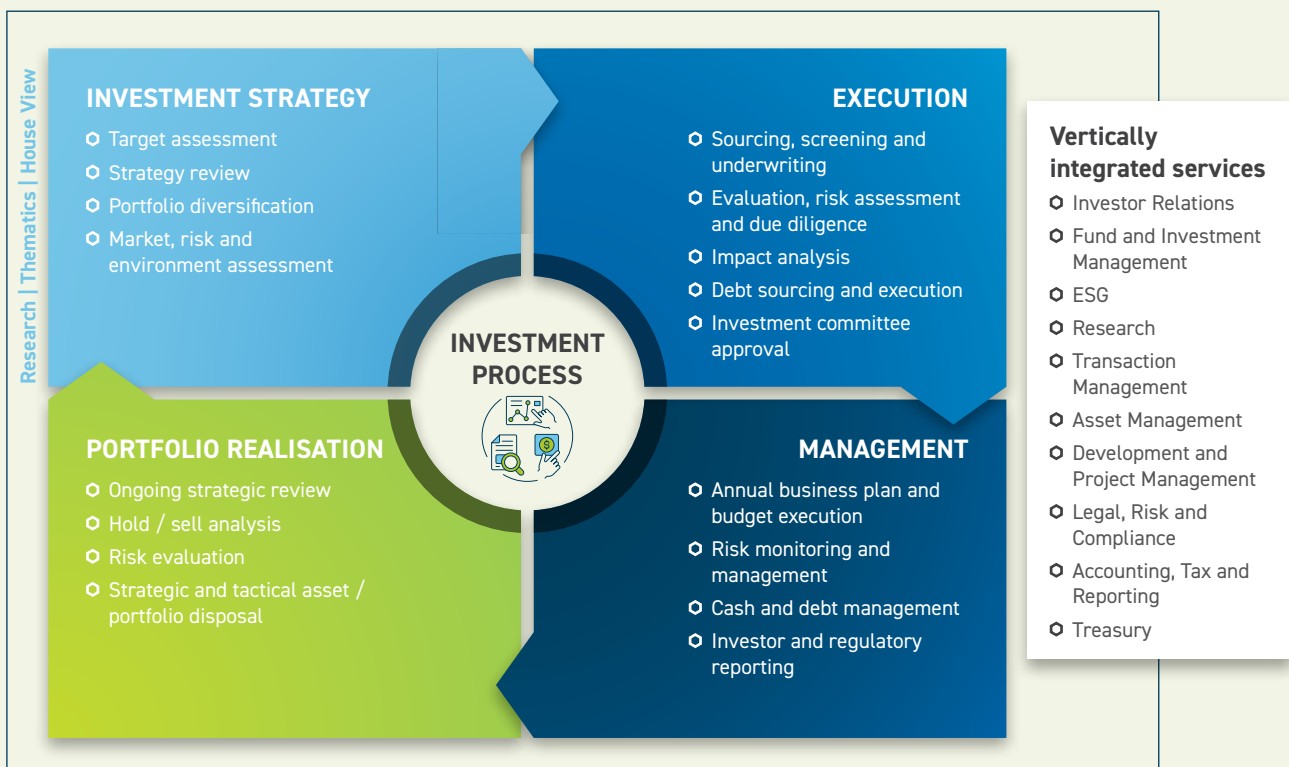 Research | Thematics | House View
INVESTMENT STRATEGY
Target assessment
Strategy review
Portfolio diversification
Market, risk and
environment assessment
EXECUTION
Sourcing, screening and
underwriting
Evaluation, risk assessment
and due diligence
Impact analysis
Debt sourcing and execution
Investment committee
approval
INVESTMENT
PROCESS
$
PORTFOLIO REALISATION
Ongoing strategic review
Hold / sell analysis
Risk evaluation
Strategic and tactical asset /
portfolio disposal
MANAGEMENT
Annual business plan and
budget execution
Risk monitoring and
management
Cash and debt management
Investor and regulatory
reporting
Vertically
integrated services
Investor Relations
Fund and Investment
Management
ESG
Research
Transaction
Management
Asset Management
Development and
Project Management
Legal, Risk and
Compliance
Accounting, Tax and
Reporting
Treasury